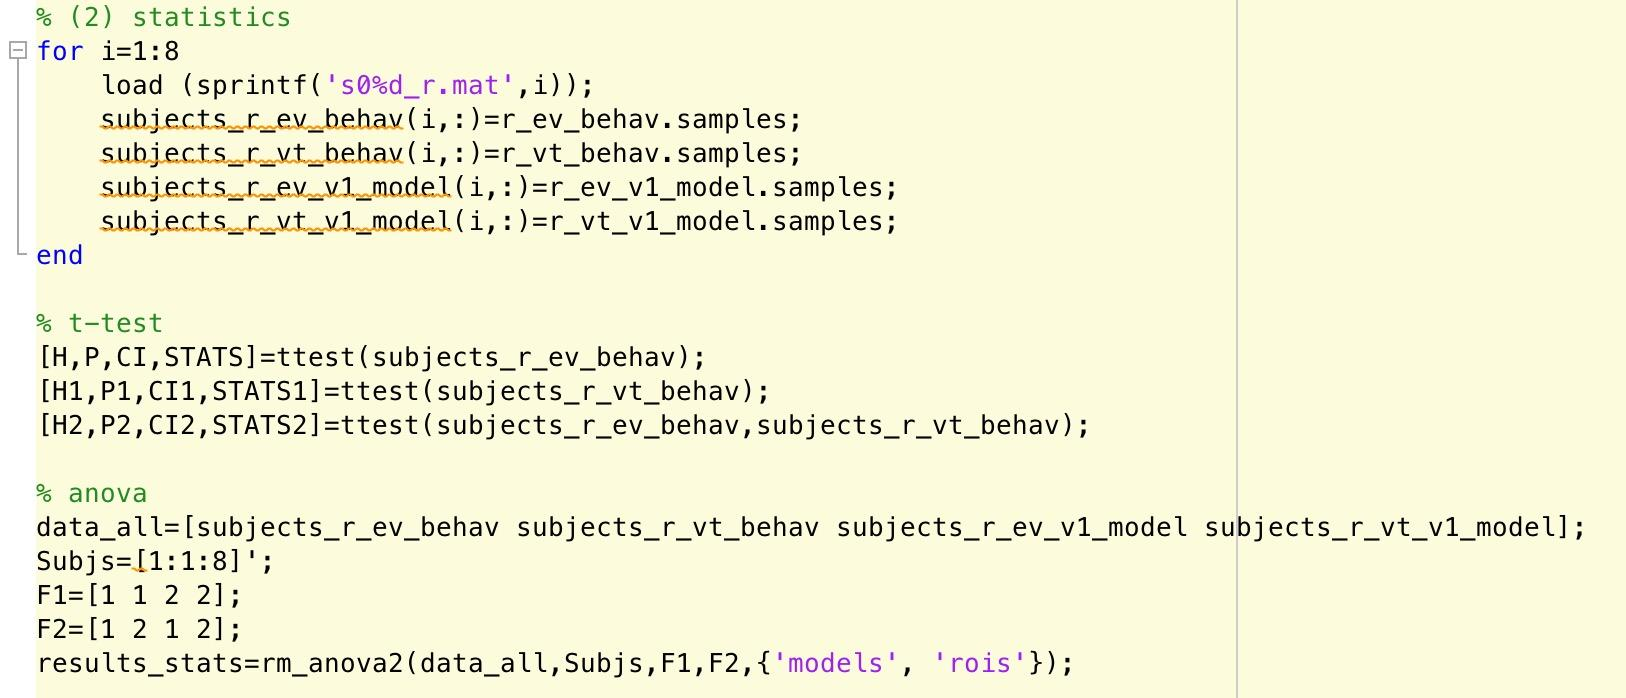 % (2) statistics
for i=1:8
    load (sprintf('s0%d_r.mat',i));
    subjects_r_ev_behav(i,:)=r_ev_behav.samples;
    subjects_r_vt_behav(i,:)=r_vt_behav.samples;
    subjects_r_ev_v1_model(i,:)=r_ev_v1_model.samples;
    subjects_r_vt_v1_model(i,:)=r_vt_v1_model.samples;
end
% t-test
[H,P,CI,STATS]=ttest(subjects_r_ev_behav);
[H1,P1,CI1,STATS1]=ttest(subjects_r_vt_behav);
[H2,P2,CI2,STATS2]=ttest(subjects_r_ev_behav,subjects_r_vt_behav);
% anova
data_all=[subjects_r_ev_behav subjects_r_vt_behav subjects_r_ev_v1_model subjects_r_vt_v1_model];
Subjs=[1:1:8]';
F1=[1 1 2 2];
F2=[1 2 1 2];
results_stats=rm_anova2(data_all,Subjs,F1,F2,{'models', 'rois'});